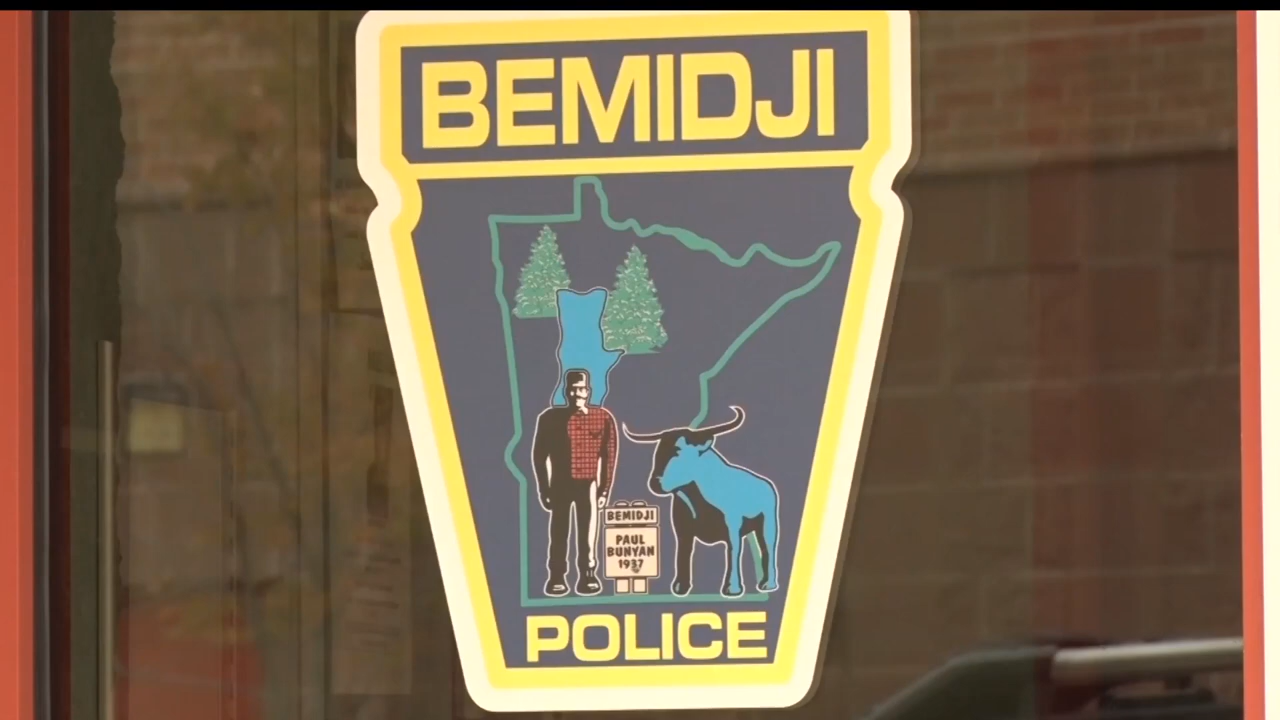 BEMIDJI
BEMIDJI
PAUL
BUNYAN
1937
POLICE